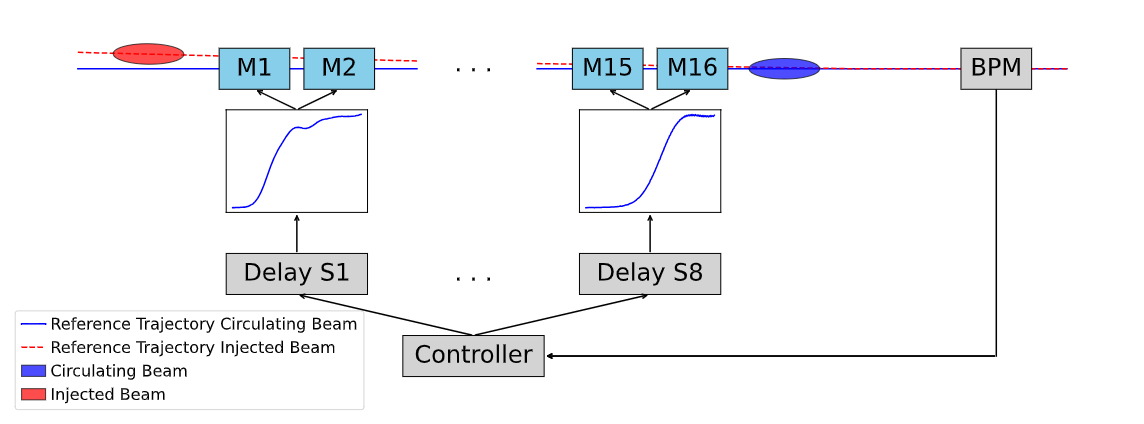 M1
M2
. . .
M15
M16
BPM
Delay S1
. . .
Delay S8
Controller
Reference Trajectory Circulating Beam
Reference Trajectory Injected Beam
Circulating Beam
Injected Beam